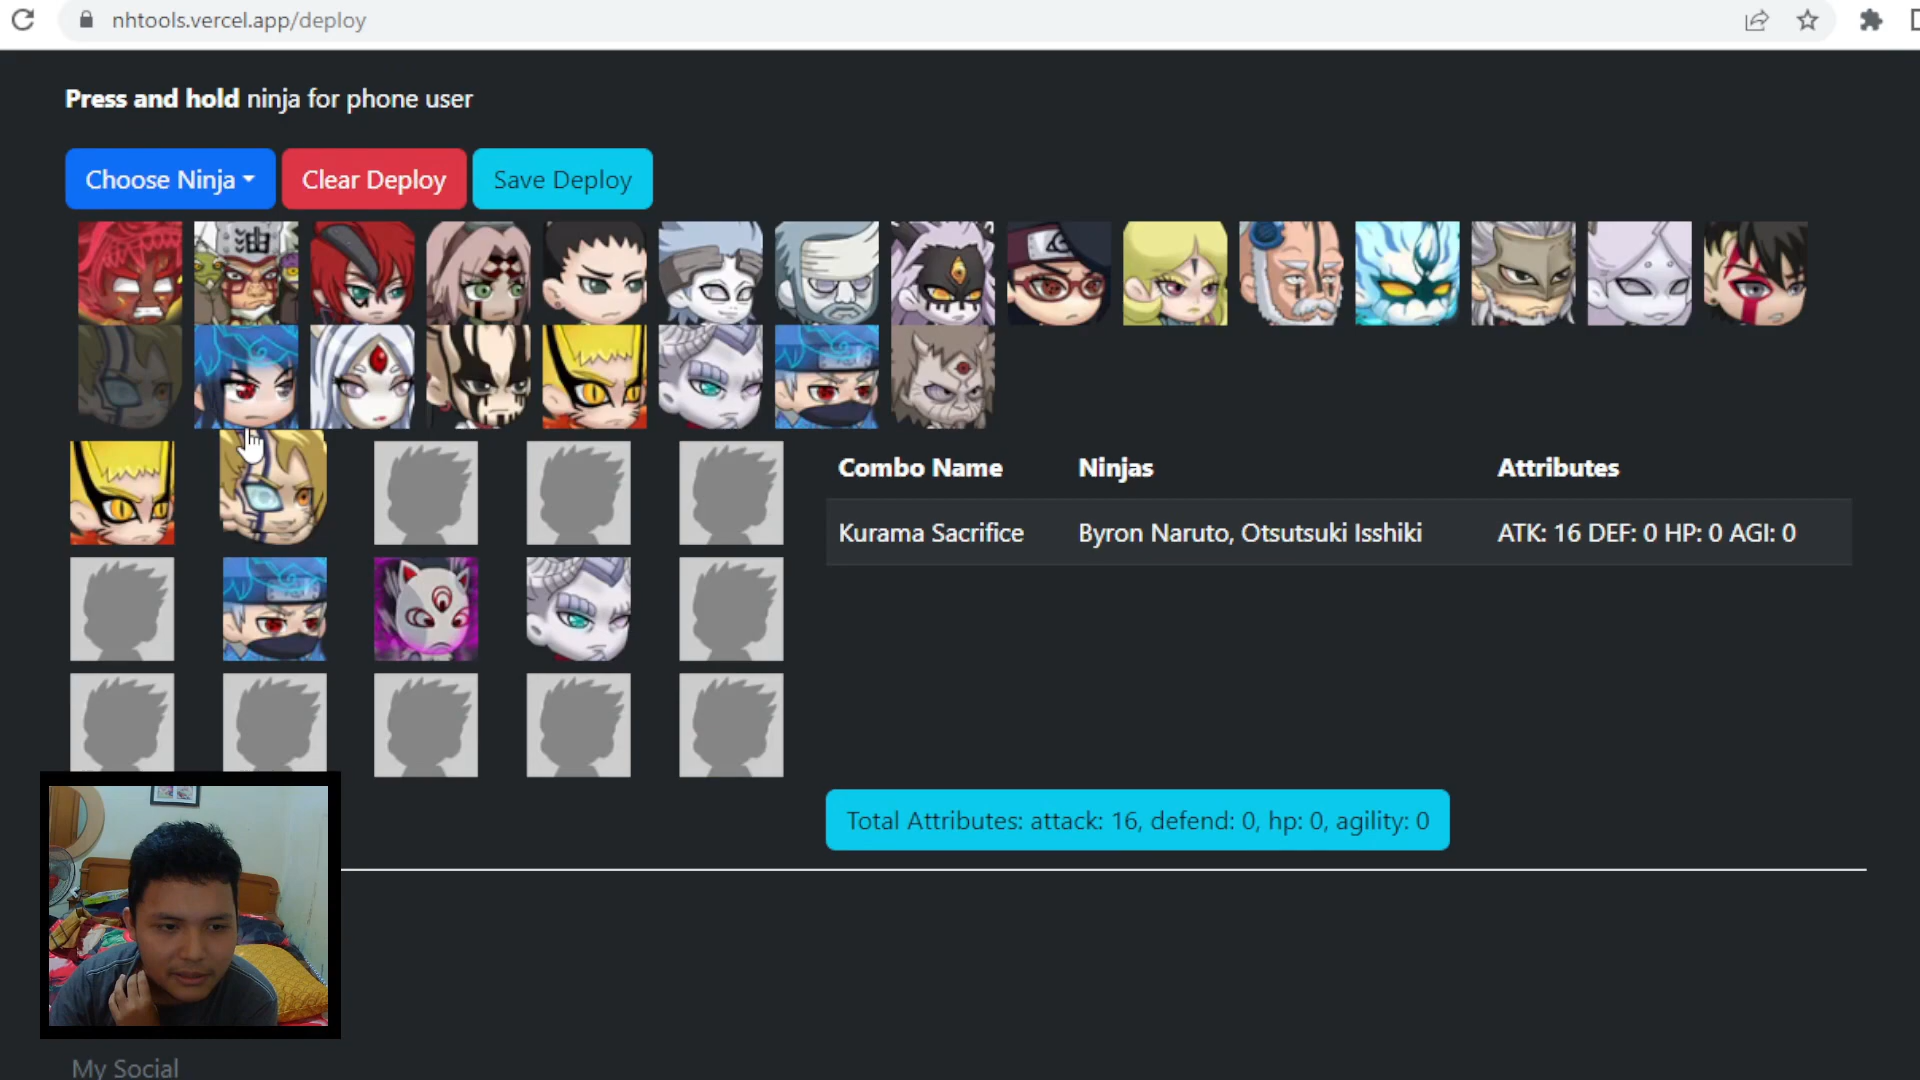 nhtools.vercel.app/deploy
Press and hold ninja for phone user
Choose Ninja
Clear Deploy
Save Deploy
Combo Name Ninjas Attributes
Kurama Sacrifice Byron Naruto, Otsutsuki Isshiki ATK: 16 DEF: 0 HP: 0 AGI: 0
Total Attributes: attack: 16, defend: 0, hp: 0, agility: 0
My Social